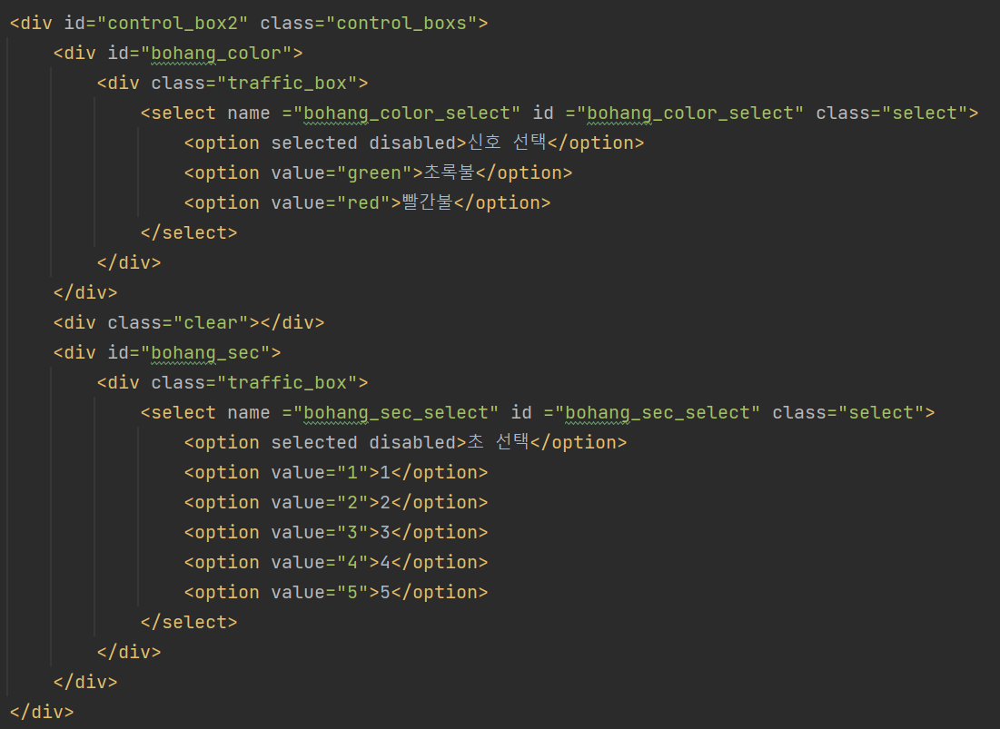 <div id="control_box2" class="control_boxs">
    <div id="bohang_color">
        <div class="traffic_box">
            <select name ="bohang_color_select" id ="bohang_color_select" class="select">
                <option selected disabled>신호 선택</option>
                <option value="green">초록불</option>
                <option value="red">빨간불</option>
            </select>
        </div>
    </div>
    <div class="clear"></div>
    <div id="bohang_sec">
        <div class="traffic_box">
            <select name ="bohang_sec_select" id ="bohang_sec_select" class="select">
                <option selected disabled>초 선택</option>
                <option value="1">1</option>
                <option value="2">2</option>
                <option value="3">3</option>
                <option value="4">4</option>
                <option value="5">5</option>
            </select>
        </div>
    </div>
</div>